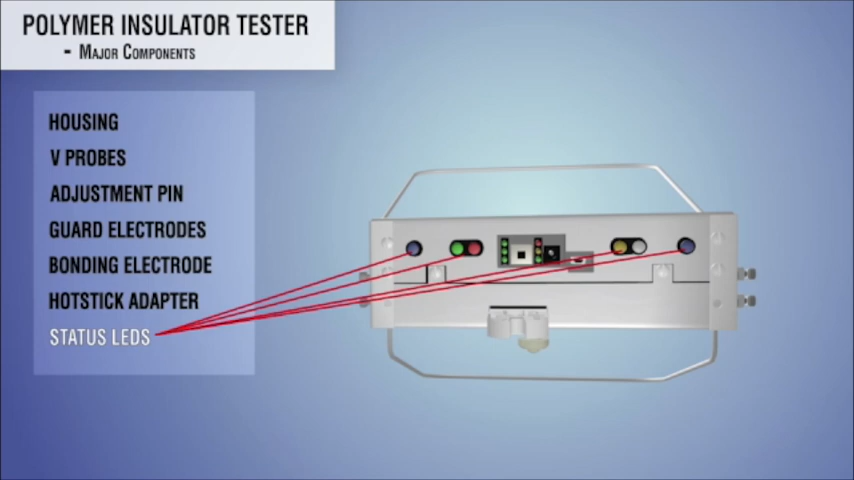 POLYMER INSULATOR TESTER
- MAJOR COMPONENTS
HOUSING
V PROBES
ADJUSTMENT PIN
GUARD ELECTRODES
BONDING ELECTRODE
HOTSTICK ADAPTER
STATUS LEDS